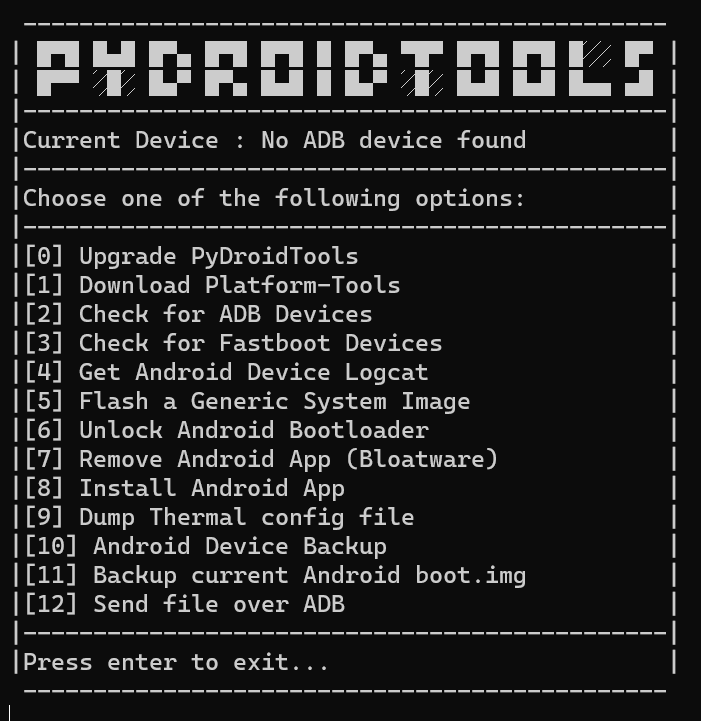 PYDROIDTOOLS
Current Device : No ADB device found
Choose one of the following options:
[0] Upgrade PyDroidTools
[1] Download Platform-Tools
[2] Check for ADB Devices
[3] Check for Fastboot Devices
[4] Get Android Device Logcat
[5] Flash a Generic System Image
[6] Unlock Android Bootloader
[7] Remove Android App (Bloatware)
[8] Install Android App
[9] Dump Thermal config file
[10] Android Device Backup
[11] Backup current Android boot.img
[12] Send file over ADB
Press enter to exit...